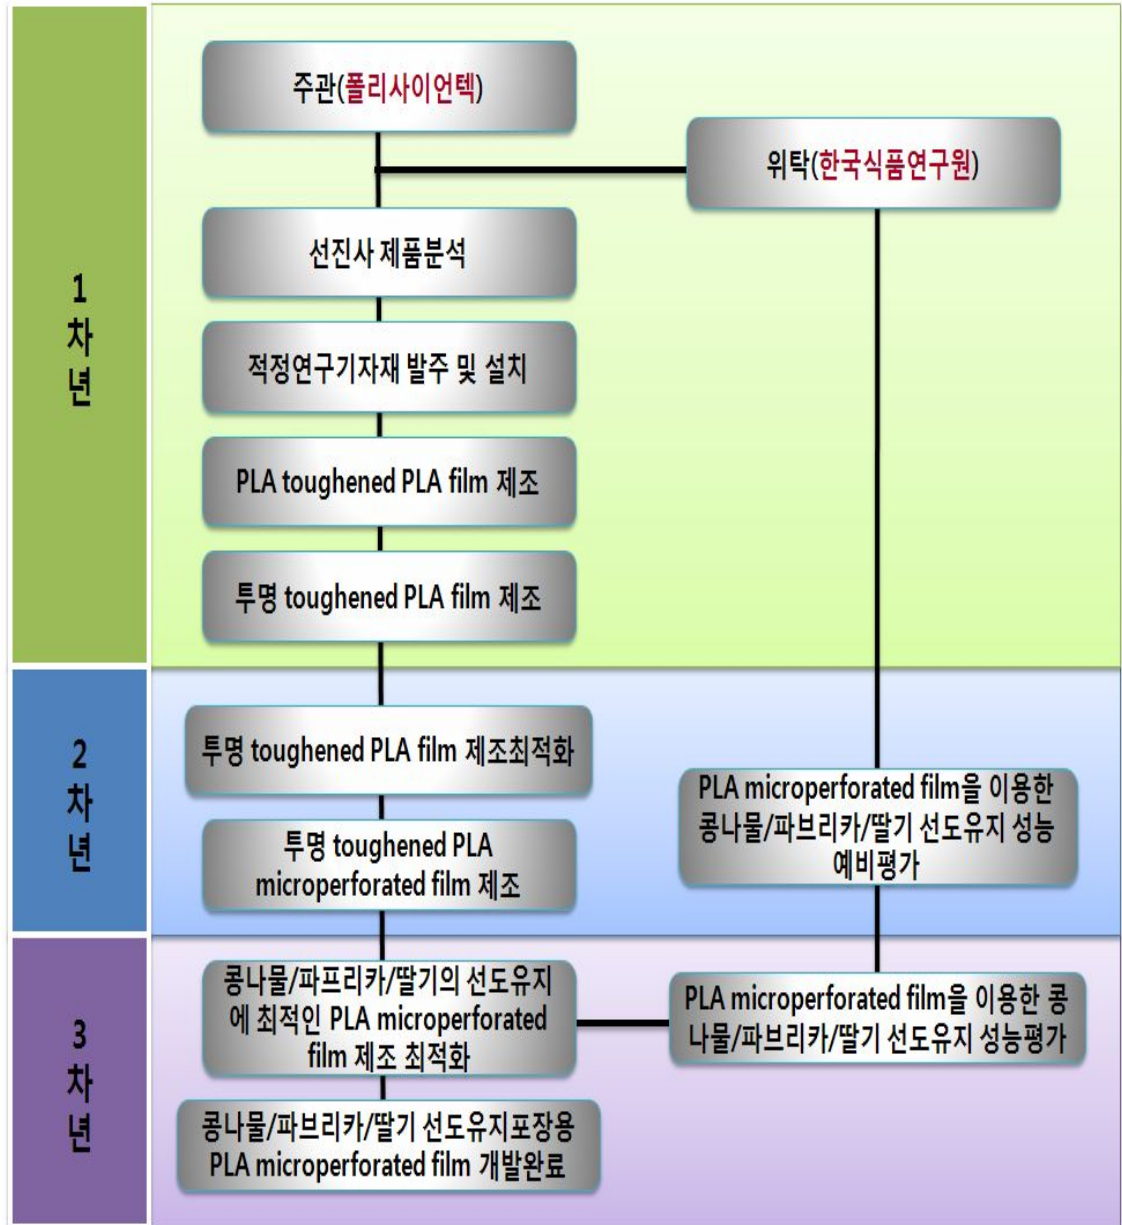 1
차
년
주관(폴리사이언텍)
위탁(한국식품연구원)
선진사 제품분석
적정연구기자재 발주 및 설치
PLA toughened PLA film 제조
투명 toughened PLA film 제조
2
차
년
투명 toughened PLA film 제조최적화
투명 toughened PLA
microperforated film 제조
PLA microperforated film을 이용한
콩나물/파브리카/딸기 선도유지 성능
예비평가
3
차
년
콩나물/파프리카/딸기의 선도유지
에 최적인 PLA microperforated
film 제조 최적화
PLA microperforated film을 이용한 콩
나물/파브리카/딸기 선도유지 성능평가
콩나물/파브리카/딸기 선도유지포장용
PLA microperforated film 개발완료